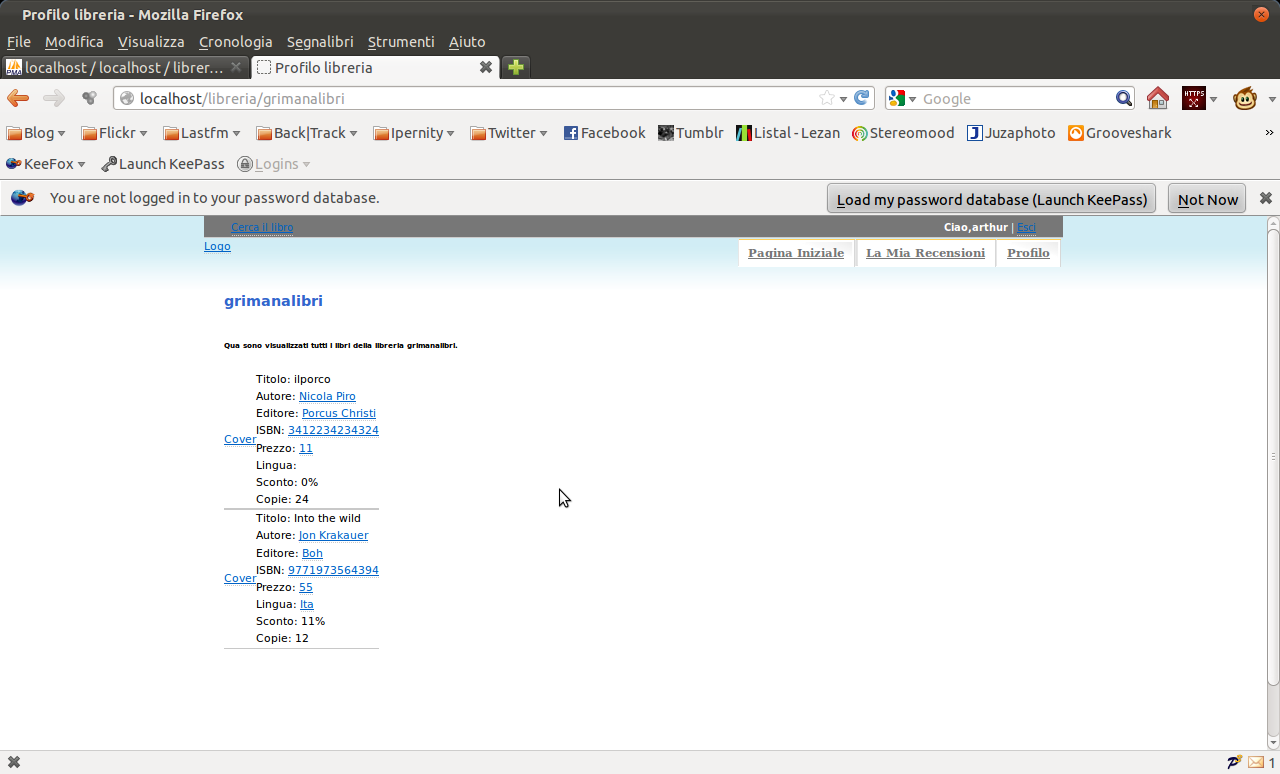 Profilo libreria - Mozilla Firefox
File Modifica Visualizza Cronologia Segnalibri Strumenti Aiuto
PMA localhost / localhost / librer... Profilo libreria
localhost/libreria/grimanalibri Google HTTPS
Blog Flickr Lastfm Back|Track Ipernity Twitter Facebook Tumblr Listal - Lezan Stereomood Juzaphoto Grooveshark »
KeeFox Launch KeePass Logins
You are not logged in to your password database. Load my password database (Launch KeePass) Not Now
Cerca il libro Ciao,arthur | Esci
Logo
Pagina Iniziale La Mia Recensioni Profilo
grimanalibri
Qua sono visualizzati tutti i libri della libreria grimanalibri.
Titolo: ilporco
Autore: Nicola Piro
Editore: Porcus Christi
ISBN: 3412234234324
Cover
Prezzo: 11
Lingua:
Sconto: 0%
Copie: 24
Titolo: Into the wild
Autore: Jon Krakauer
Editore: Boh
ISBN: 9771973564394
Cover
Prezzo: 55
Lingua: Ita
Sconto: 11%
Copie: 12
1